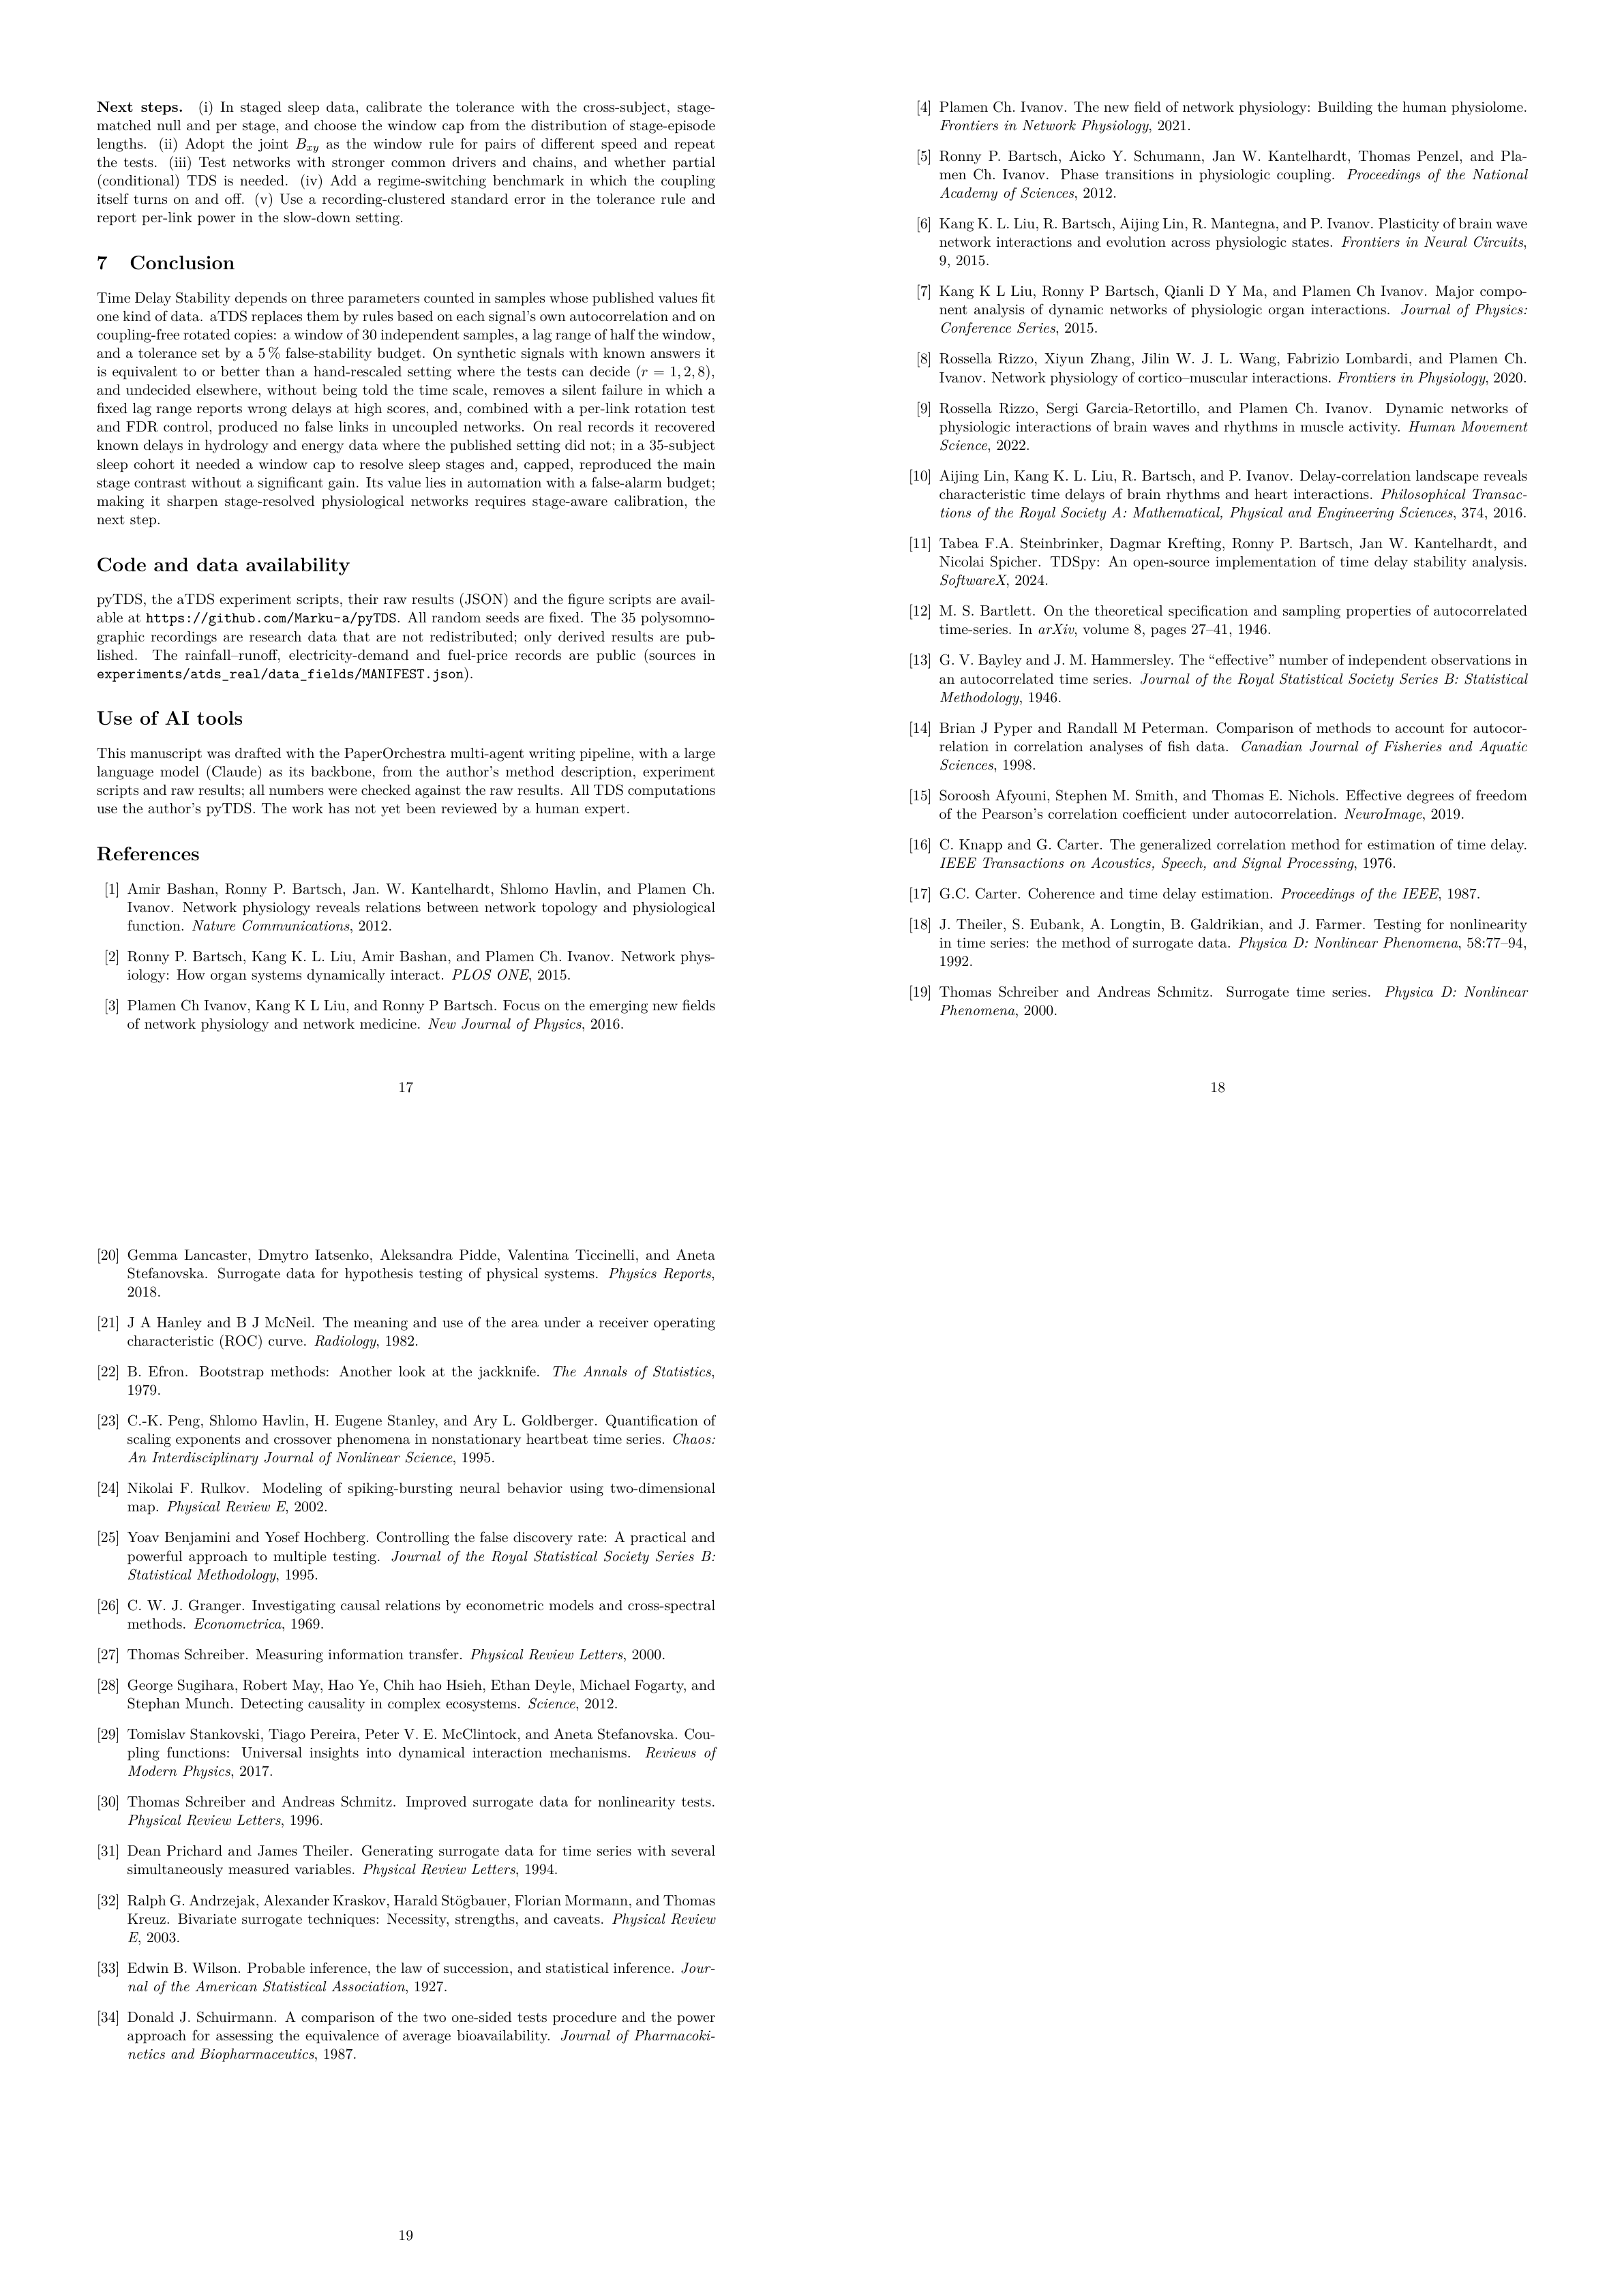 Next steps. (i) In staged sleep data, calibrate the tolerance with the cross-subject, stage-
matched null and per stage, and choose the window cap from the distribution of stage-episode
lengths. (ii) Adopt the joint Bxy as the window rule for pairs of different speed and repeat
the tests. (iii) Test networks with stronger common drivers and chains, and whether partial
(conditional) TDS is needed. (iv) Add a regime-switching benchmark in which the coupling
itself turns on and off. (v) Use a recording-clustered standard error in the tolerance rule and
report per-link power in the slow-down setting.
7 Conclusion
Time Delay Stability depends on three parameters counted in samples whose published values fit
one kind of data. aTDS replaces them by rules based on each signal's own autocorrelation and on
coupling-free rotated copies: a window of 30 independent samples, a lag range of half the window,
and a tolerance set by a 5 % false-stability budget. On synthetic signals with known answers it
is equivalent to or better than a hand-rescaled setting where the tests can decide (r = 1, 2, 8),
and undecided elsewhere, without being told the time scale, removes a silent failure in which a
fixed lag range reports wrong delays at high scores, and, combined with a per-link rotation test
and FDR control, produced no false links in uncoupled networks. On real records it recovered
known delays in hydrology and energy data where the published setting did not; in a 35-subject
sleep cohort it needed a window cap to resolve sleep stages and, capped, reproduced the main
stage contrast without a significant gain. Its value lies in automation with a false-alarm budget;
making it sharpen stage-resolved physiological networks requires stage-aware calibration, the
next step.
Code and data availability
pyTDS, the aTDS experiment scripts, their raw results (JSON) and the figure scripts are avail-
able at https://github.com/Marku-a/pyTDS. All random seeds are fixed. The 35 polysomno-
graphic recordings are research data that are not redistributed; only derived results are pub-
lished. The rainfall–runoff, electricity-demand and fuel-price records are public (sources in
experiments/atds_real/data_fields/MANIFEST.json).
Use of AI tools
This manuscript was drafted with the PaperOrchestra multi-agent writing pipeline, with a large
language model (Claude) as its backbone, from the author's method description, experiment
scripts and raw results; all numbers were checked against the raw results. All TDS computations
use the author's pyTDS. The work has not yet been reviewed by a human expert.
References
[1] Amir Bashan, Ronny P. Bartsch, Jan. W. Kantelhardt, Shlomo Havlin, and Plamen Ch.
Ivanov. Network physiology reveals relations between network topology and physiological
function. Nature Communications, 2012.
[2] Ronny P. Bartsch, Kang K. L. Liu, Amir Bashan, and Plamen Ch. Ivanov. Network phys-
iology: How organ systems dynamically interact. PLOS ONE, 2015.
[3] Plamen Ch Ivanov, Kang K L Liu, and Ronny P Bartsch. Focus on the emerging new fields
of network physiology and network medicine. New Journal of Physics, 2016.
17
[4] Plamen Ch. Ivanov. The new field of network physiology: Building the human physiolome.
Frontiers in Network Physiology, 2021.
[5] Ronny P. Bartsch, Aicko Y. Schumann, Jan W. Kantelhardt, Thomas Penzel, and Pla-
men Ch. Ivanov. Phase transitions in physiologic coupling. Proceedings of the National
Academy of Sciences, 2012.
[6] Kang K. L. Liu, R. Bartsch, Aijing Lin, R. Mantegna, and P. Ivanov. Plasticity of brain wave
network interactions and evolution across physiologic states. Frontiers in Neural Circuits,
9, 2015.
[7] Kang K L Liu, Ronny P Bartsch, Qianli D Y Ma, and Plamen Ch Ivanov. Major compo-
nent analysis of dynamic networks of physiologic organ interactions. Journal of Physics:
Conference Series, 2015.
[8] Rossella Rizzo, Xiyun Zhang, Jilin W. J. L. Wang, Fabrizio Lombardi, and Plamen Ch.
Ivanov. Network physiology of cortico–muscular interactions. Frontiers in Physiology, 2020.
[9] Rossella Rizzo, Sergi Garcia-Retortillo, and Plamen Ch. Ivanov. Dynamic networks of
physiologic interactions of brain waves and rhythms in muscle activity. Human Movement
Science, 2022.
[10] Aijing Lin, Kang K. L. Liu, R. Bartsch, and P. Ivanov. Delay-correlation landscape reveals
characteristic time delays of brain rhythms and heart interactions. Philosophical Transac-
tions of the Royal Society A: Mathematical, Physical and Engineering Sciences, 374, 2016.
[11] Tabea F.A. Steinbrinker, Dagmar Krefting, Ronny P. Bartsch, Jan W. Kantelhardt, and
Nicolai Spicher. TDSpy: An open-source implementation of time delay stability analysis.
SoftwareX, 2024.
[12] M. S. Bartlett. On the theoretical specification and sampling properties of autocorrelated
time-series. In arXiv, volume 8, pages 27–41, 1946.
[13] G. V. Bayley and J. M. Hammersley. The “effective” number of independent observations in
an autocorrelated time series. Journal of the Royal Statistical Society Series B: Statistical
Methodology, 1946.
[14] Brian J Pyper and Randall M Peterman. Comparison of methods to account for autocor-
relation in correlation analyses of fish data. Canadian Journal of Fisheries and Aquatic
Sciences, 1998.
[15] Soroosh Afyouni, Stephen M. Smith, and Thomas E. Nichols. Effective degrees of freedom
of the Pearson's correlation coefficient under autocorrelation. NeuroImage, 2019.
[16] C. Knapp and G. Carter. The generalized correlation method for estimation of time delay.
IEEE Transactions on Acoustics, Speech, and Signal Processing, 1976.
[17] G.C. Carter. Coherence and time delay estimation. Proceedings of the IEEE, 1987.
[18] J. Theiler, S. Eubank, A. Longtin, B. Galdrikian, and J. Farmer. Testing for nonlinearity
in time series: the method of surrogate data. Physica D: Nonlinear Phenomena, 58:77–94,
1992.
[19] Thomas Schreiber and Andreas Schmitz. Surrogate time series. Physica D: Nonlinear
Phenomena, 2000.
18
[20] Gemma Lancaster, Dmytro Iatsenko, Aleksandra Pidde, Valentina Ticcinelli, and Aneta
Stefanovska. Surrogate data for hypothesis testing of physical systems. Physics Reports,
2018.
[21] J A Hanley and B J McNeil. The meaning and use of the area under a receiver operating
characteristic (ROC) curve. Radiology, 1982.
[22] B. Efron. Bootstrap methods: Another look at the jackknife. The Annals of Statistics,
1979.
[23] C.-K. Peng, Shlomo Havlin, H. Eugene Stanley, and Ary L. Goldberger. Quantification of
scaling exponents and crossover phenomena in nonstationary heartbeat time series. Chaos:
An Interdisciplinary Journal of Nonlinear Science, 1995.
[24] Nikolai F. Rulkov. Modeling of spiking-bursting neural behavior using two-dimensional
map. Physical Review E, 2002.
[25] Yoav Benjamini and Yosef Hochberg. Controlling the false discovery rate: A practical and
powerful approach to multiple testing. Journal of the Royal Statistical Society Series B:
Statistical Methodology, 1995.
[26] C. W. J. Granger. Investigating causal relations by econometric models and cross-spectral
methods. Econometrica, 1969.
[27] Thomas Schreiber. Measuring information transfer. Physical Review Letters, 2000.
[28] George Sugihara, Robert May, Hao Ye, Chih hao Hsieh, Ethan Deyle, Michael Fogarty, and
Stephan Munch. Detecting causality in complex ecosystems. Science, 2012.
[29] Tomislav Stankovski, Tiago Pereira, Peter V. E. McClintock, and Aneta Stefanovska. Cou-
pling functions: Universal insights into dynamical interaction mechanisms. Reviews of
Modern Physics, 2017.
[30] Thomas Schreiber and Andreas Schmitz. Improved surrogate data for nonlinearity tests.
Physical Review Letters, 1996.
[31] Dean Prichard and James Theiler. Generating surrogate data for time series with several
simultaneously measured variables. Physical Review Letters, 1994.
[32] Ralph G. Andrzejak, Alexander Kraskov, Harald Stögbauer, Florian Mormann, and Thomas
Kreuz. Bivariate surrogate techniques: Necessity, strengths, and caveats. Physical Review
E, 2003.
[33] Edwin B. Wilson. Probable inference, the law of succession, and statistical inference. Jour-
nal of the American Statistical Association, 1927.
[34] Donald J. Schuirmann. A comparison of the two one-sided tests procedure and the power
approach for assessing the equivalence of average bioavailability. Journal of Pharmacoki-
netics and Biopharmaceutics, 1987.
19